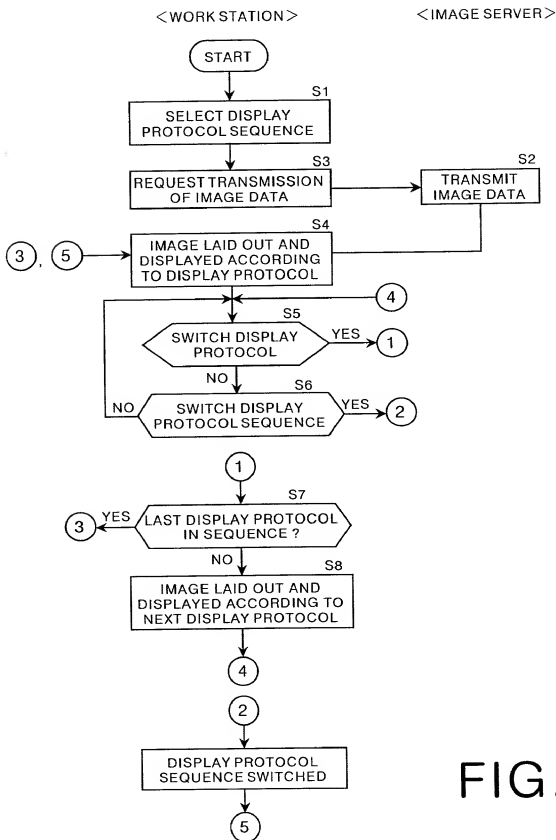 <WORK STATION> <IMAGE SERVER>
START
S1
SELECT DISPLAY
PROTOCOL SEQUENCE
S3 S2
REQUEST TRANSMISSION
OF IMAGE DATA
TRANSMIT
IMAGE DATA
S4
3, 5
IMAGE LAID OUT AND
DISPLAYED ACCORDING
TO DISPLAY PROTOCOL
4
S5
SWITCH DISPLAY
PROTOCOL
YES
1
NO
S6
NO
SWITCH DISPLAY
PROTOCOL SEQUENCE
YES
2
1
S7
3
YES
LAST DISPLAY PROTOCOL
IN SEQUENCE ?
NO
S8
IMAGE LAID OUT AND
DISPLAYED ACCORDING TO
NEXT DISPLAY PROTOCOL
4
2
DISPLAY PROTOCOL
SEQUENCE SWITCHED
5
FIG.